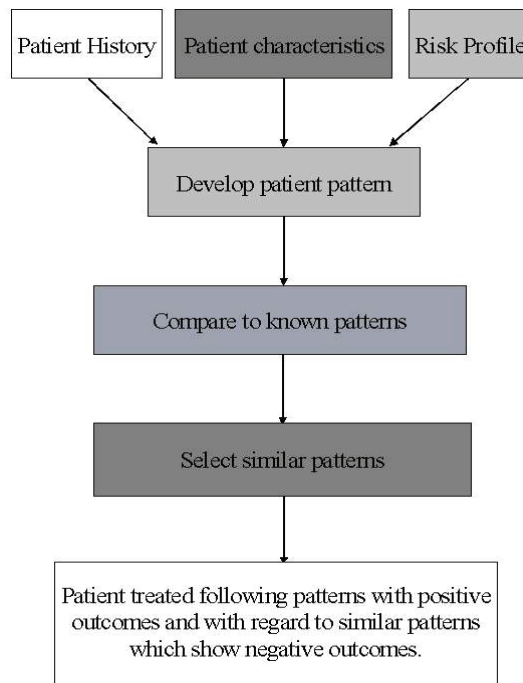 Patient History
Patient characteristics
Risk Profile
Develop patient pattern
Compare to known patterns
Select similar patterns
Patient treated following patterns with positive
outcomes and with regard to similar patterns
which show negative outcomes.